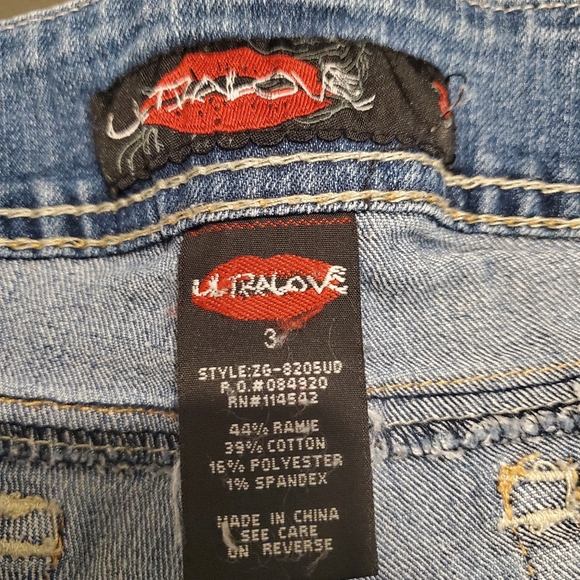 ULTRALOVE
ULTRALOVE
3
STYLE:ZG-8205UD
P.O.#084920
RN#114542
44% RAMIE
39% COTTON
16% POLYESTER
1% SPANDEX
MADE IN CHINA
SEE CARE
ON REVERSE